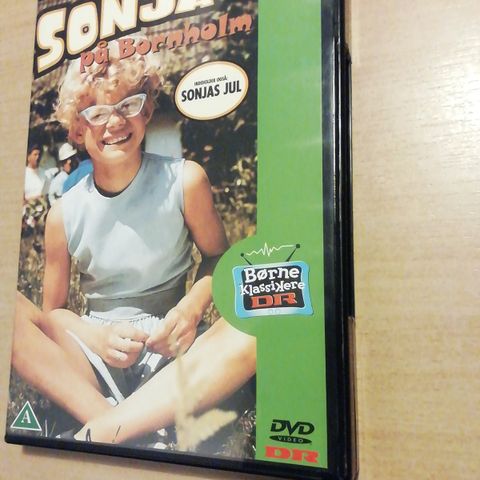 SONJA
på Bornholm
INDEHOLDER OGSÅ:
SONJAS JUL
Børne
Klassikere
DR
A
DVD
VIDEO
DR